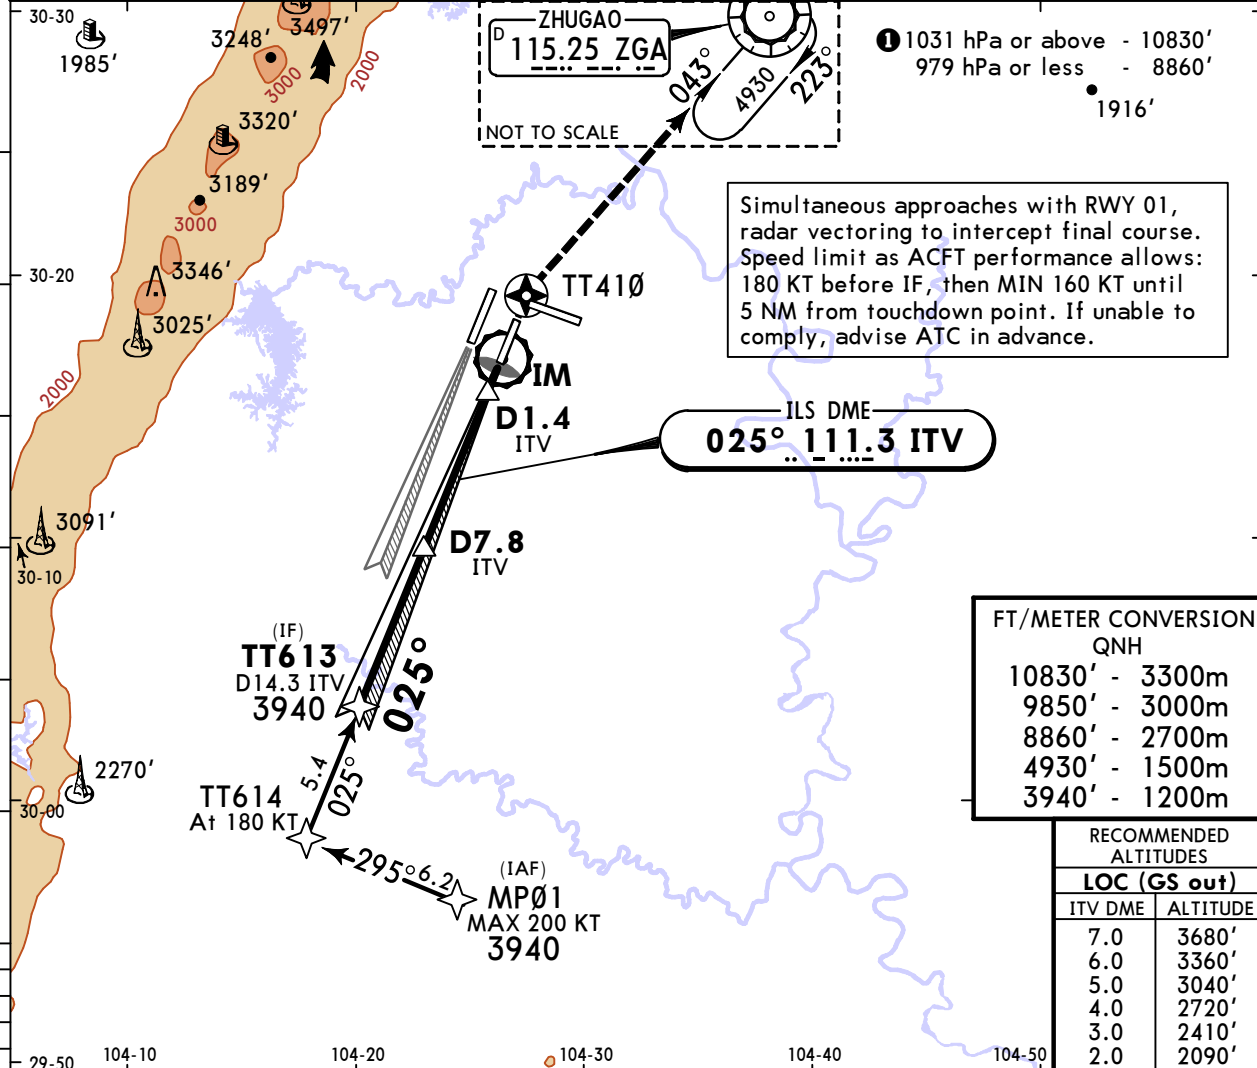 30-30
3497'
3248'
1985'
3000
2000
3320'
3189'
3000
3346'
3025'
2000
30-20
3091'
30-10
2270'
30-00
29-50
ZHUGAO
D 115.25 ZGA
043°
4930
223°
NOT TO SCALE
1 1031 hPa or above - 10830'
979 hPa or less - 8860'
1916'
Simultaneous approaches with RWY 01,
radar vectoring to intercept final course.
Speed limit as ACFT performance allows:
180 KT before IF, then MIN 160 KT until
5 NM from touchdown point. If unable to
comply, advise ATC in advance.
TT41Ø
IM
D1.4
ITV
ILS DME
025° 111.3 ITV
D7.8
ITV
(IF)
TT613
D14.3 ITV
3940
025°
5.4
025°
TT614
At 180 KT
295°
6.2
(IAF)
MPØ1
MAX 200 KT
3940
FT/METER CONVERSION
QNH
10830' - 3300m
9850' - 3000m
8860' - 2700m
4930' - 1500m
3940' - 1200m
RECOMMENDED
ALTITUDES
LOC (GS out)
ITV DME ALTITUDE
7.0 3680'
6.0 3360'
5.0 3040'
4.0 2720'
3.0 2410'
2.0 2090'
104-10
104-20
104-30
104-40
104-50